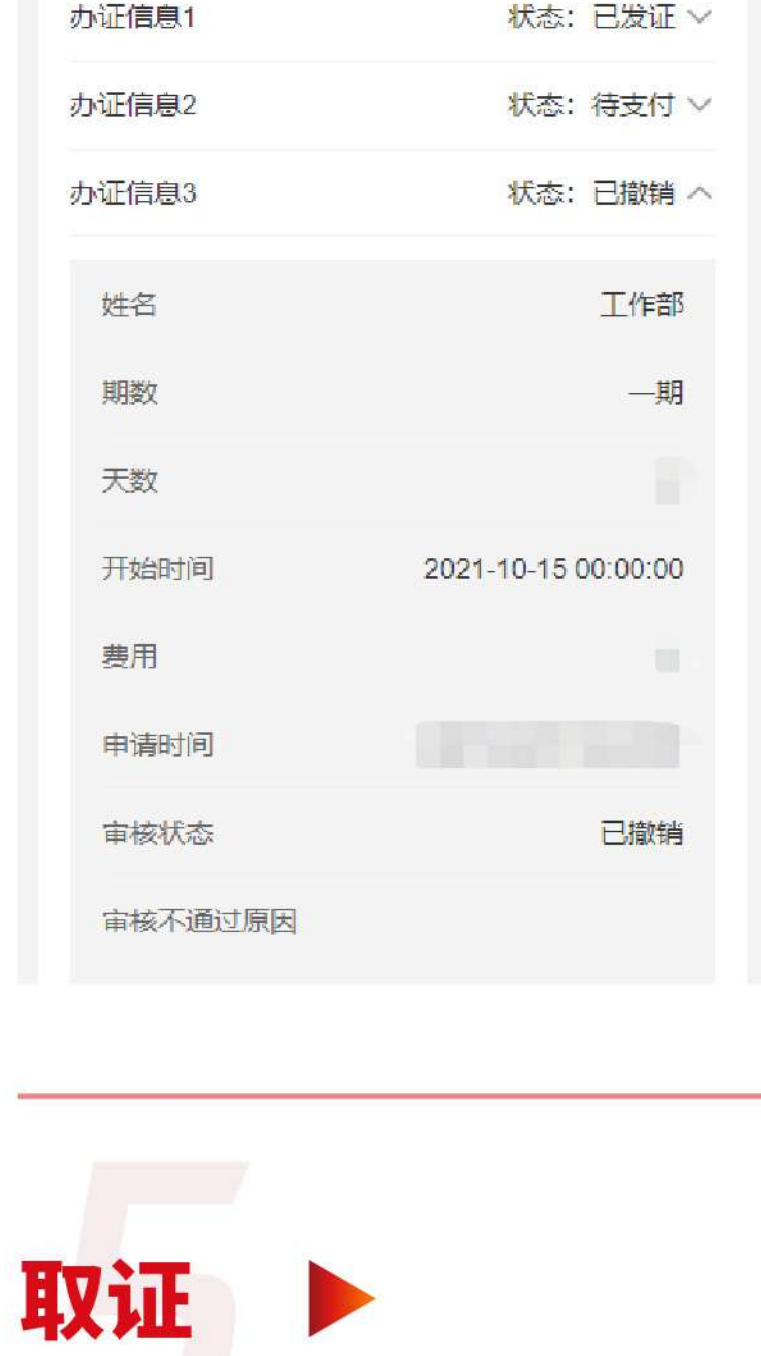 办证信息1 状态：已发证
办证信息2 状态：待支付
办证信息3 状态：已撤销
姓名 工作部
期数 一期
天数
开始时间 2021-10-15 00:00:00
费用
申请时间
审核状态 已撤销
审核不通过原因
5
取证